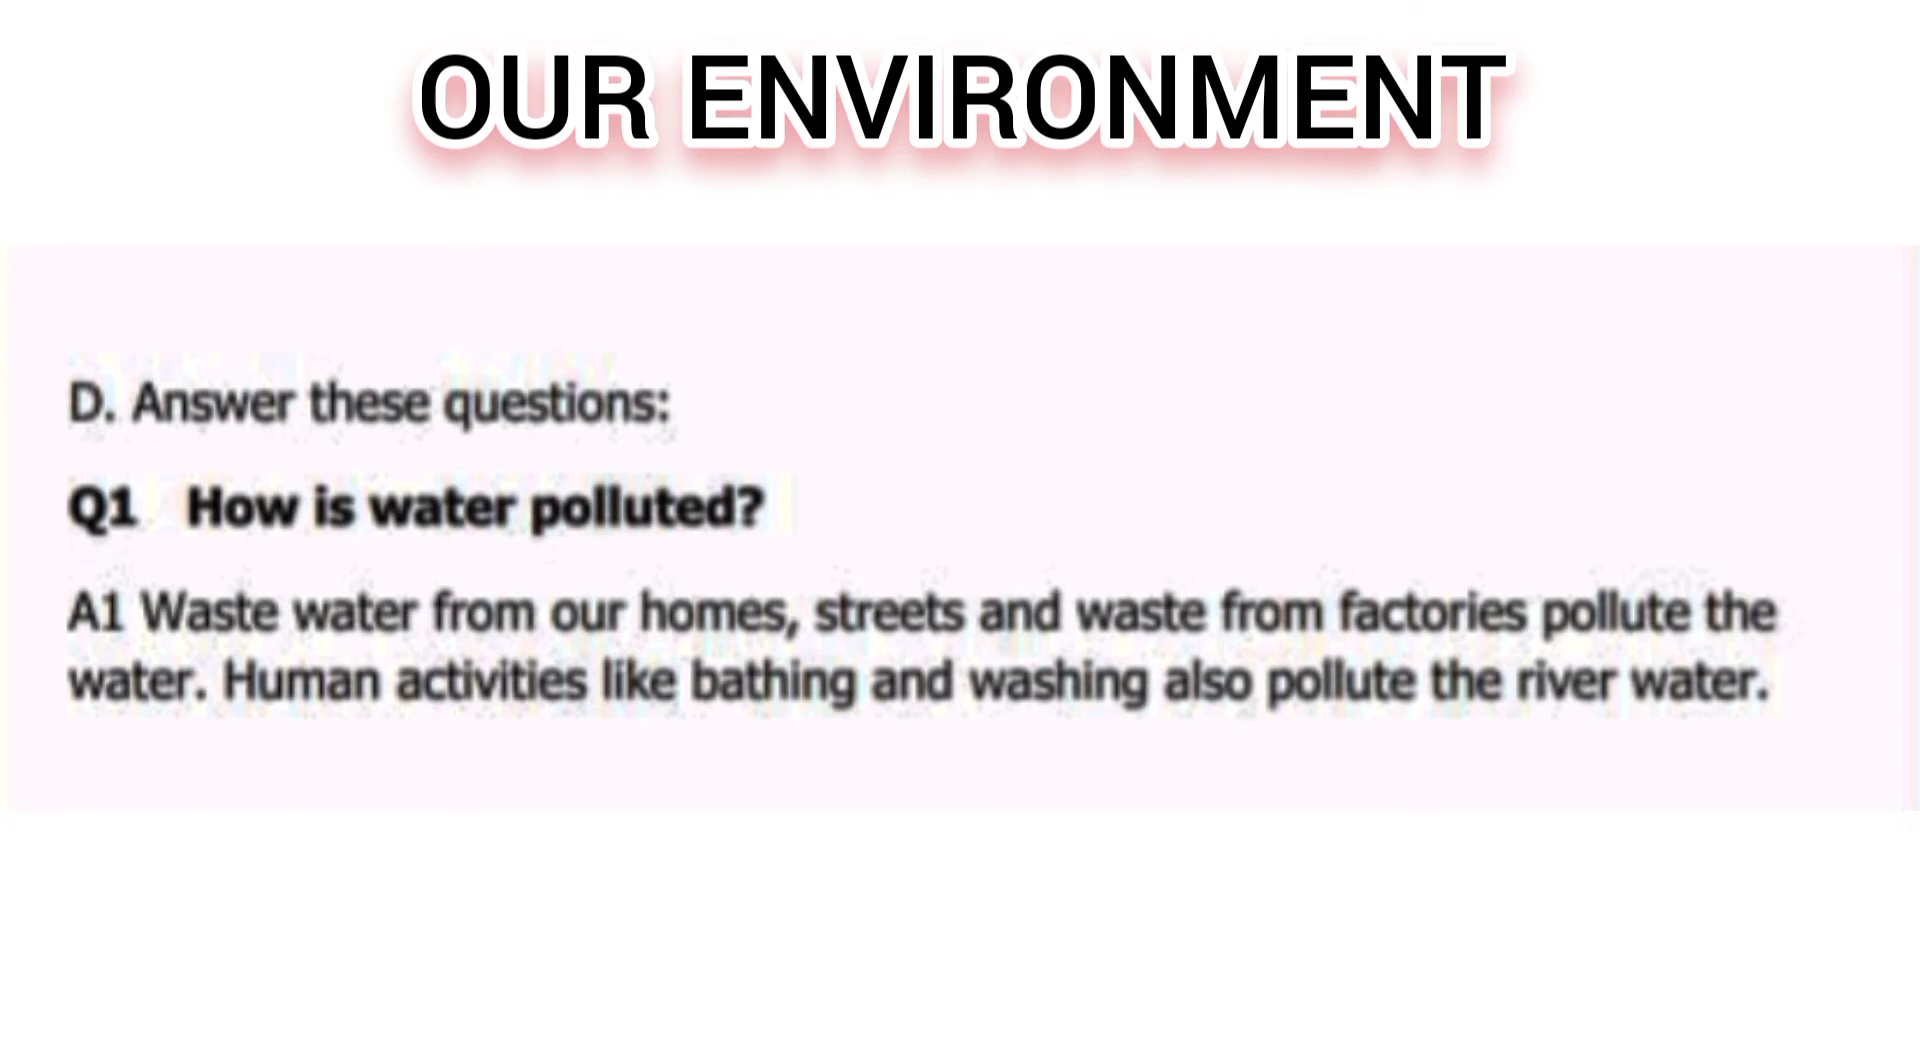 OUR ENVIRONMENT
D. Answer these questions:
Q1 How is water polluted?
A1 Waste water from our homes, streets and waste from factories pollute the
water. Human activities like bathing and washing also pollute the river water.